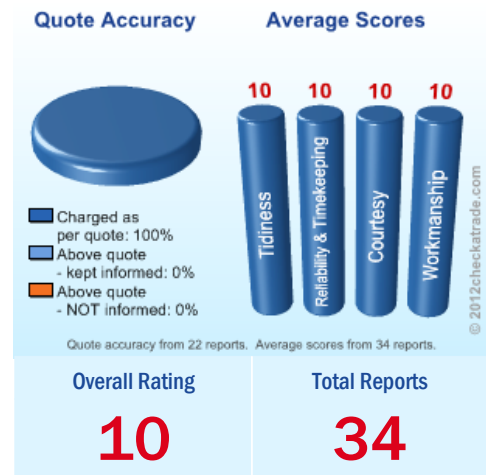 Quote Accuracy
Average Scores
10
10
10
10
Tidiness
Reliability & Timekeeping
Courtesy
Workmanship
Charged as
per quote: 100%
Above quote
- kept informed: 0%
Above quote
- NOT informed: 0%
© 2012checkatrade.com
Quote accuracy from 22 reports. Average scores from 34 reports.
Overall Rating
10
Total Reports
34